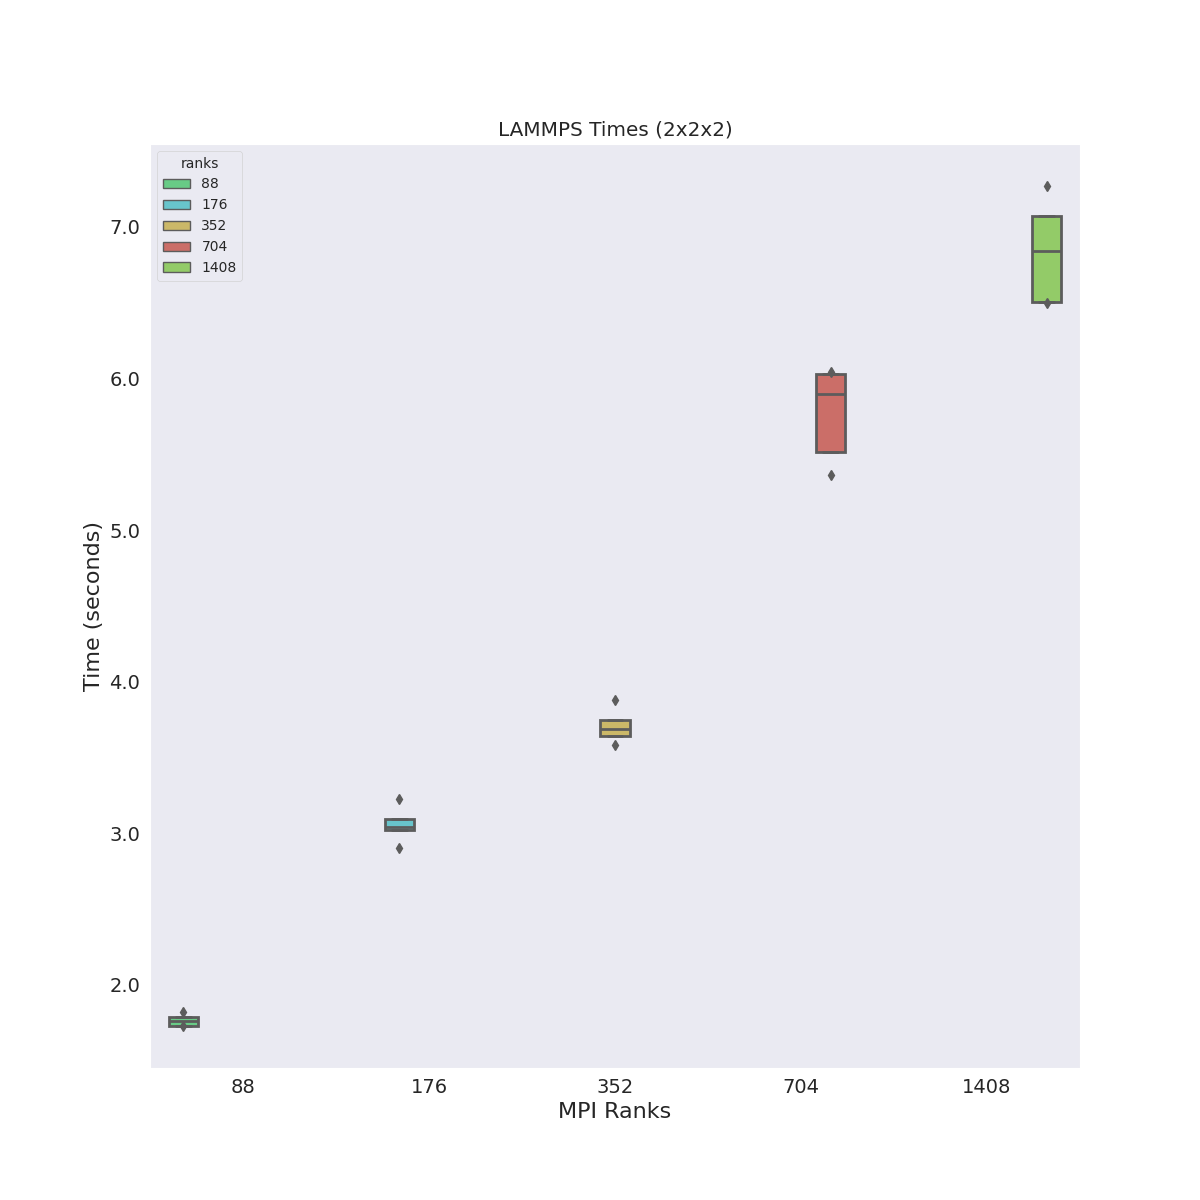 LAMMPS Times (2x2x2)
ranks
88
176
352
704
1408
7.0
6.0
5.0
4.0
3.0
2.0
Time (seconds)
88 176 352 704 1408
MPI Ranks